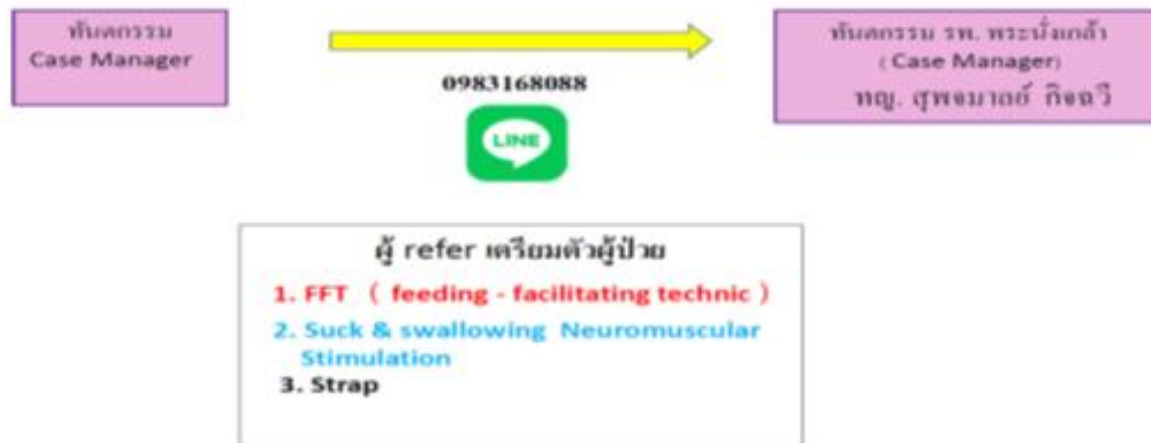 ทันตกรรม
Case Manager
0983168088
LINE
ทันตกรรม รพ. พระนั่งเกล้า
( Case Manager)
ทญ. สุพจมาลย์ กิจฉวี
ผู้ refer เตรียมตัวผู้ป่วย
1. FFT ( feeding - facilitating technic )
2. Suck & swallowing Neuromuscular
Stimulation
3. Strap